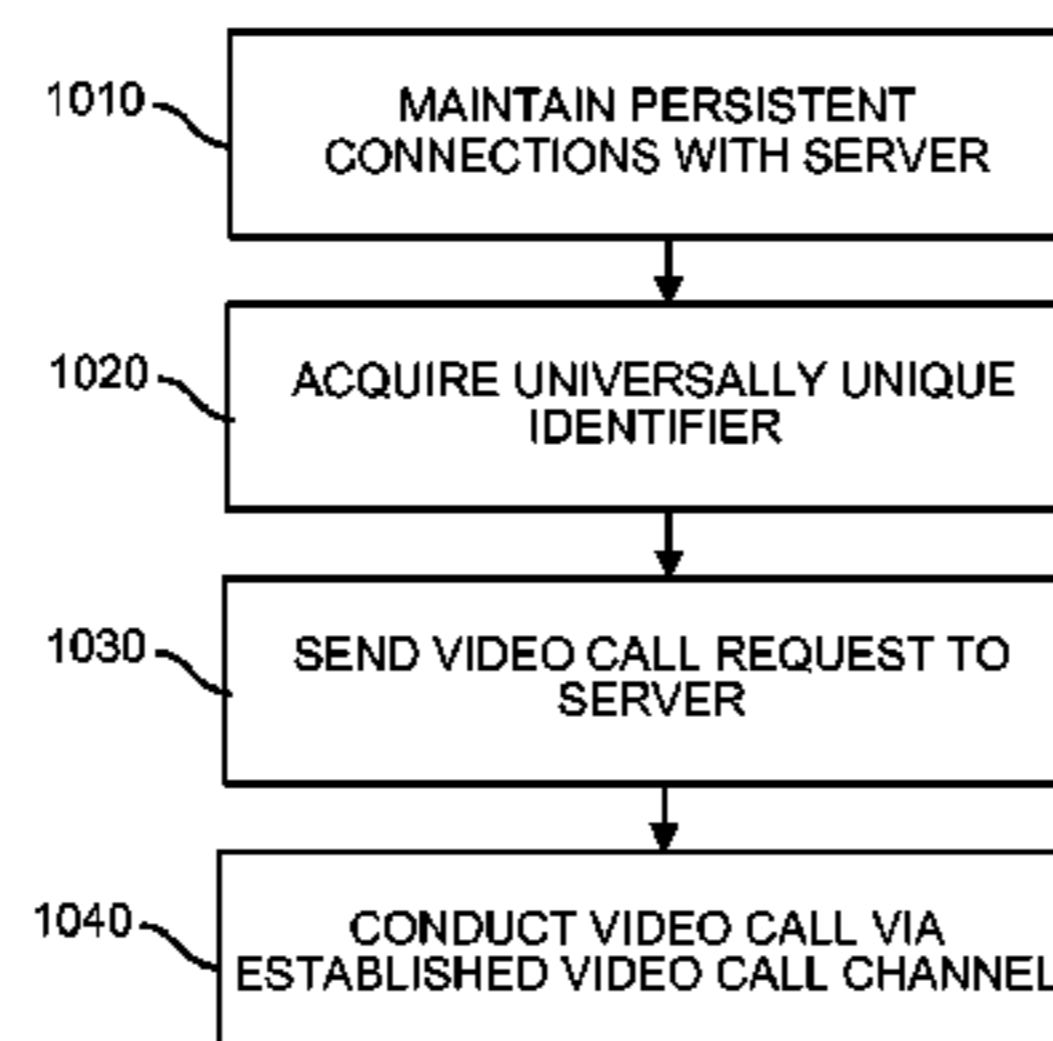 1010
MAINTAIN PERSISTENT
CONNECTIONS WITH SERVER
1020
ACQUIRE UNIVERSALLY UNIQUE
IDENTIFIER
1030
SEND VIDEO CALL REQUEST TO
SERVER
1040
CONDUCT VIDEO CALL VIA
ESTABLISHED VIDEO CALL CHANNEL